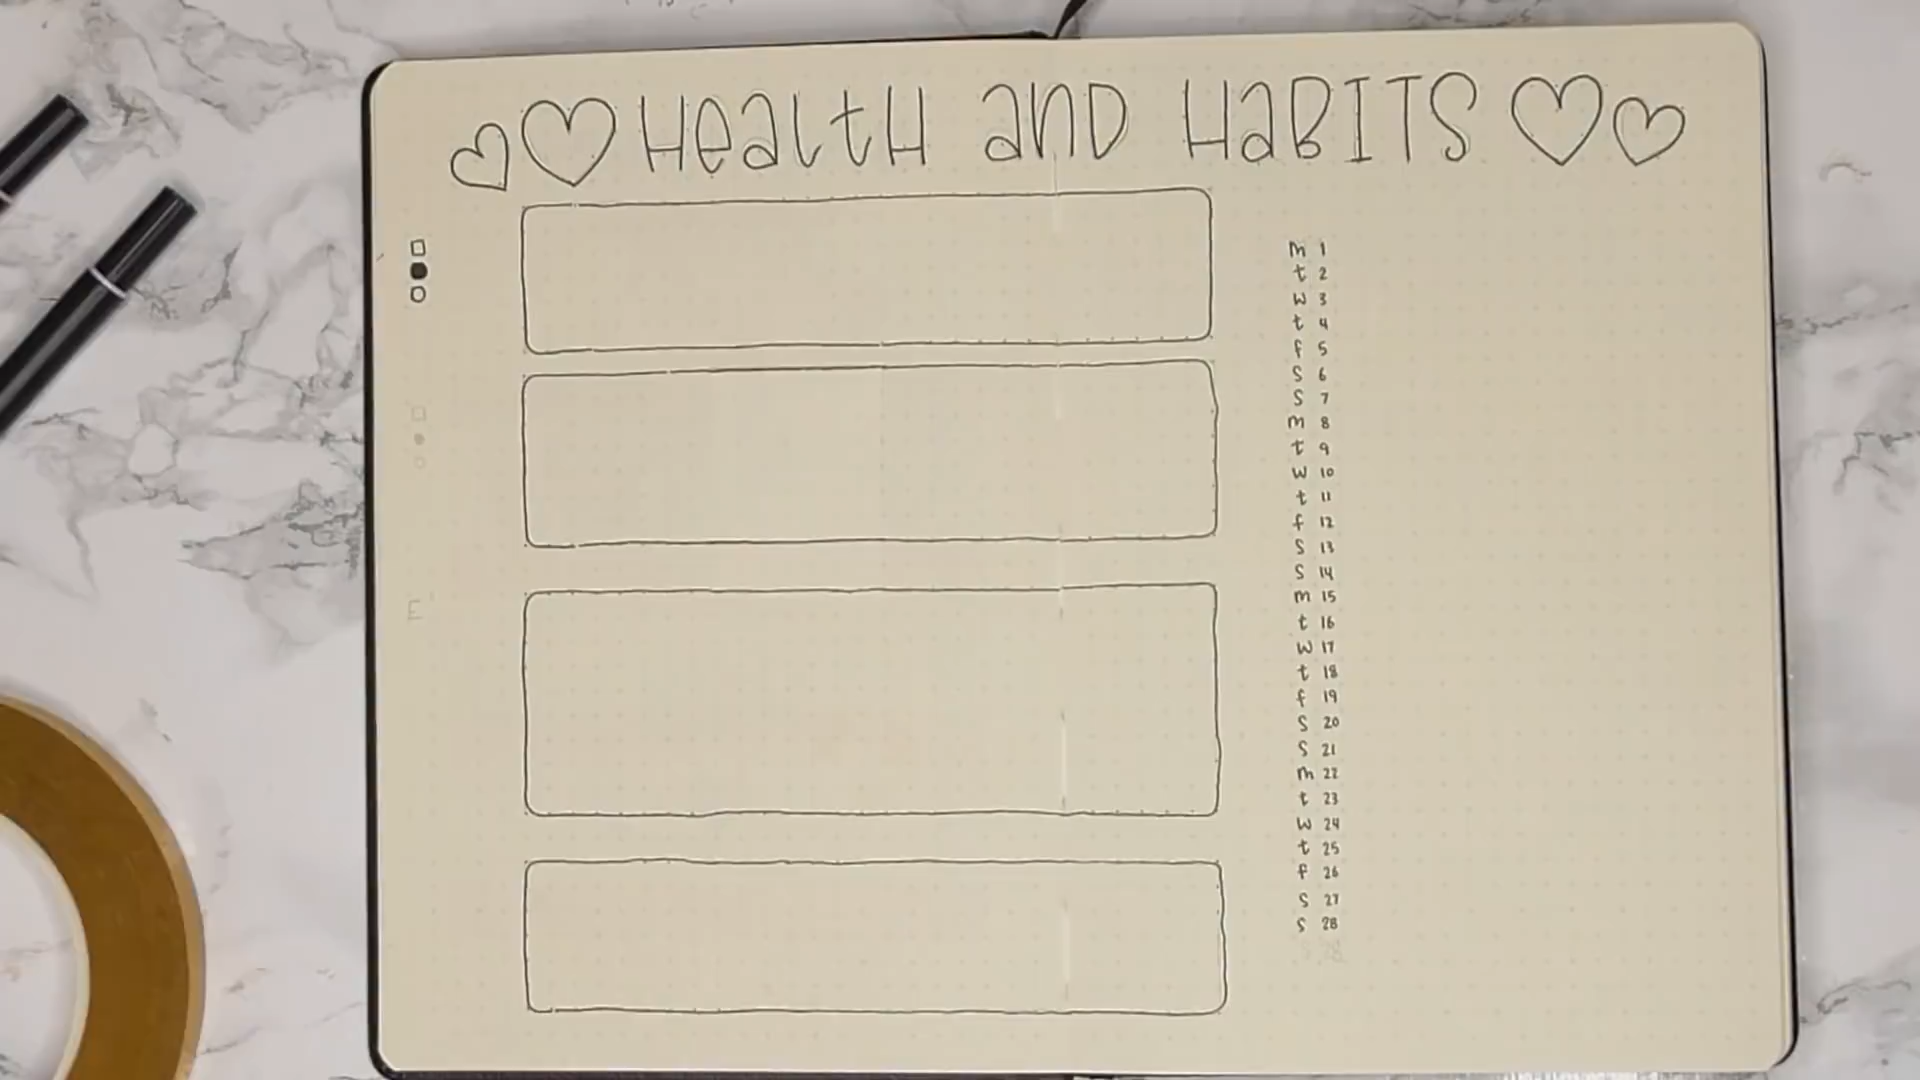 Health and Habits
m 1
t 2
w 3
t 4
f 5
s 6
s 7
m 8
t 9
w 10
t 11
f 12
s 13
s 14
m 15
t 16
w 17
t 18
f 19
s 20
s 21
m 22
t 23
w 24
t 25
f 26
s 27
s 28